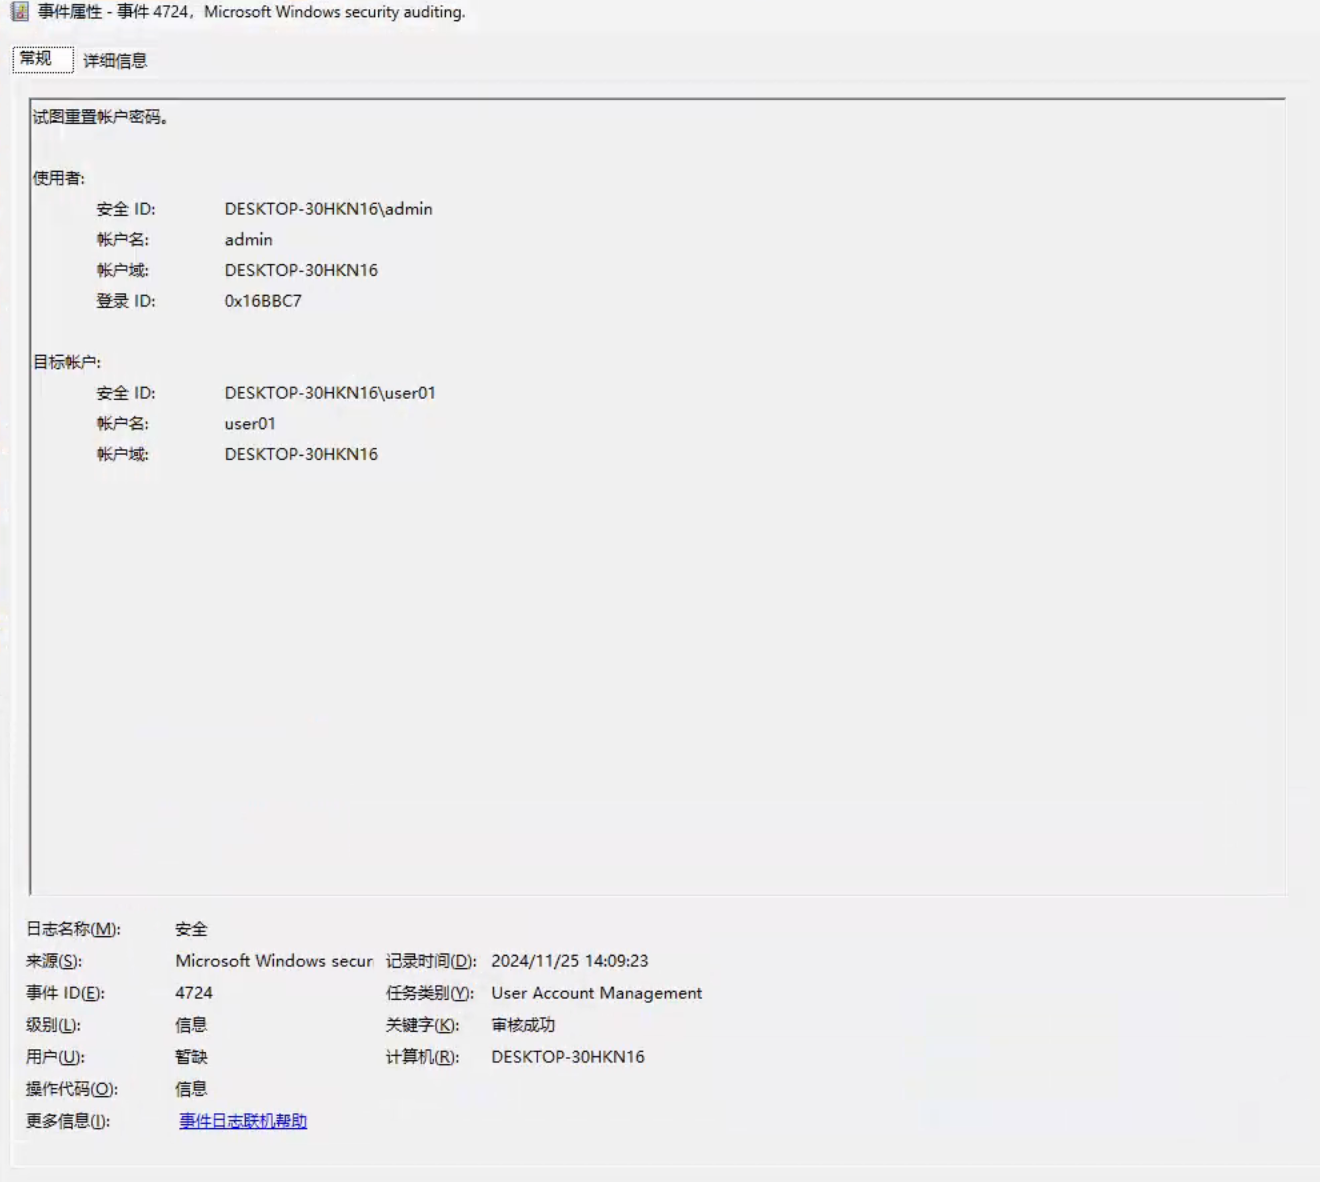 事件属性 - 事件 4724，Microsoft Windows security auditing.
常规 详细信息
试图重置帐户密码。
使用者:
安全 ID: DESKTOP-30HKN16\admin
帐户名: admin
帐户域: DESKTOP-30HKN16
登录 ID: 0x16BBC7
目标帐户:
安全 ID: DESKTOP-30HKN16\user01
帐户名: user01
帐户域: DESKTOP-30HKN16
日志名称(M): 安全
来源(S): Microsoft Windows secur 记录时间(D): 2024/11/25 14:09:23
事件 ID(E): 4724 任务类别(Y): User Account Management
级别(L): 信息 关键字(K): 审核成功
用户(U): 暂缺 计算机(R): DESKTOP-30HKN16
操作代码(O): 信息
更多信息(I): 事件日志联机帮助